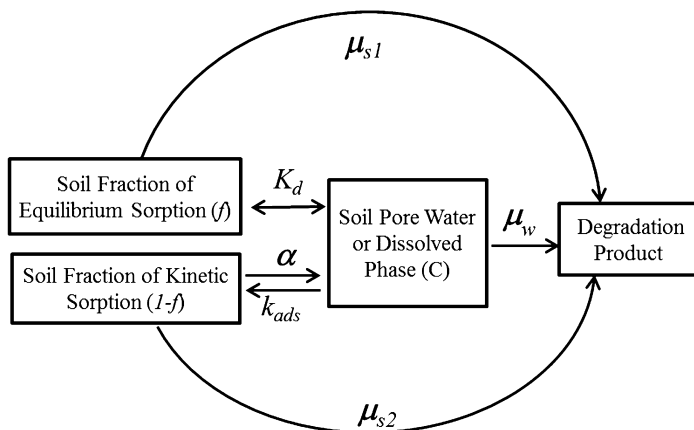 μs1
Soil Fraction of
Equilibrium Sorption (f)
Kd
Soil Pore Water
or Dissolved
Phase (C)
μw
Degradation
Product
Soil Fraction of Kinetic
Sorption (1-f)
α
kads
μs2